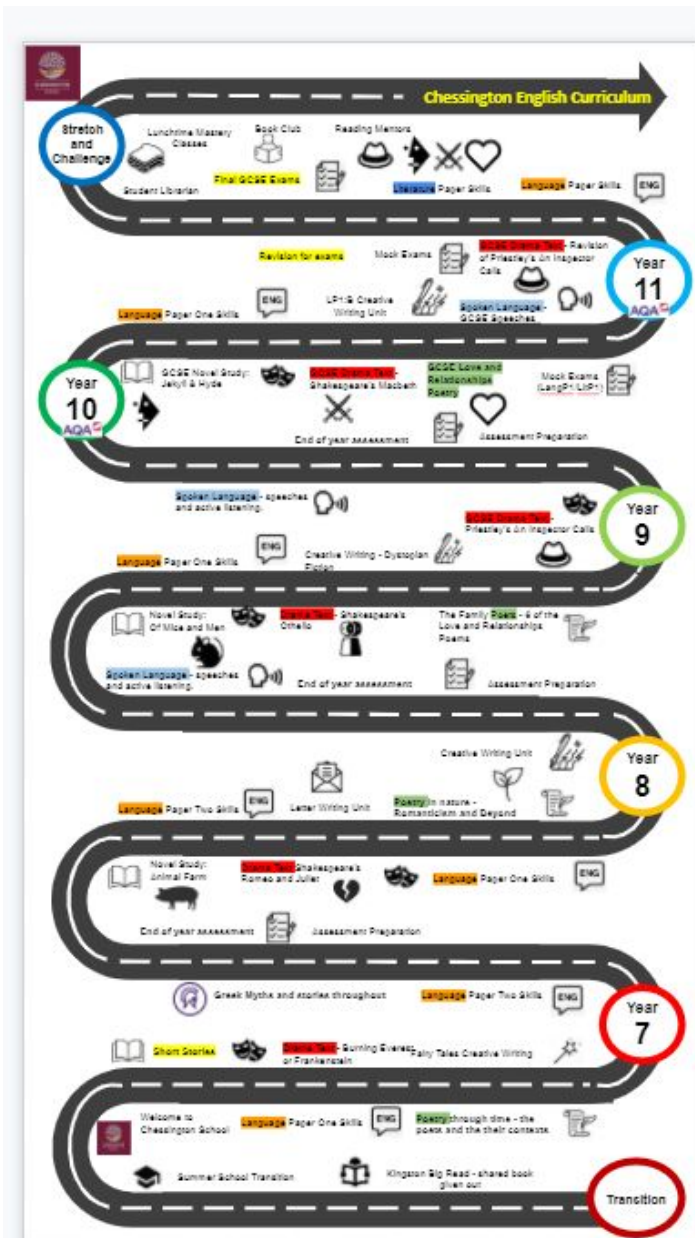 Chessington English Curriculum
Stretch
and
Challenge
Lunchtime Mastery
Classes
Book Club
Reading Mentors
Student Librarian
Final GCSE Exams
Literature Paper Skills
Language Paper Skills
ENG
Revision for exams
Mock Exams
GCSE Drama Text - Revision
of Priestley's An Inspector
Calls
Year
11
AQA
Language Paper One Skills
ENG
LP1:B Creative
Writing Unit
Spoken Language -
GCSE Speeches
Year
10
AQA
GCSE Novel Study:
Jekyll & Hyde
GCSE Drama Text -
Shakespeare's Macbeth
GCSE Love and
Relationships
Poetry
Mock Exams
(LangP1/LitP1)
End of year assessment
Assessment Preparation
Spoken Language - speeches
and active listening.
GCSE Drama Text -
Priestley's An Inspector Calls
Year
9
Language Paper One Skills
ENG
Creative Writing - Dystopian
Fiction
Novel Study:
Of Mice and Men
Drama Text - Shakespeare's
Othello
The Family Poets - 6 of the
Love and Relationships
Poems
Spoken Language - speeches
and active listening.
End of year assessment
Assessment Preparation
Creative Writing Unit
Year
8
Language Paper Two Skills
ENG
Letter Writing Unit
Poetry in nature -
Romanticism and Beyond
Novel Study:
Animal Farm
Drama Text Shakespeare's
Romeo and Juliet
Language Paper One Skills
ENG
End of year assessment
Assessment Preparation
Greek Myths and stories throughout
Language Paper Two Skills
ENG
Year
7
Short Stories
Drama Text - Burning Everest
or Frankenstein
Fairy Tales Creative Writing
Welcome to
Chessington School
Language Paper One Skills
ENG
Poetry through time - the
poets and the their contexts
Summer School Transition
Kingston Big Read - shared book
given out
Transition